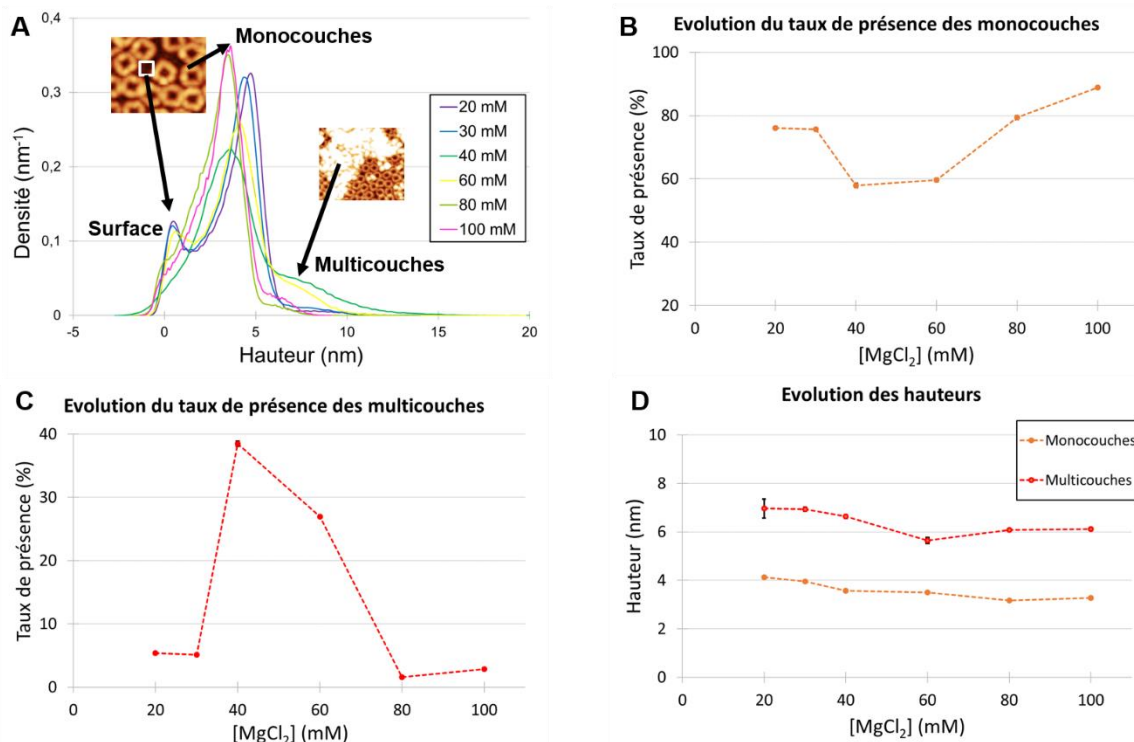 A
0,4
0,3
0,2
0,1
0
-5
0
5
10
15
20
Densité (nm⁻¹)
Hauteur (nm)
Monocouches
Surface
Multicouches
20 mM
30 mM
40 mM
60 mM
80 mM
100 mM
B
Evolution du taux de présence des monocouches
100
80
60
40
20
0
20
40
60
80
100
Taux de présence (%)
[MgCl₂] (mM)
C
Evolution du taux de présence des multicouches
40
30
20
10
0
0
20
40
60
80
100
Taux de présence (%)
[MgCl₂] (mM)
D
Evolution des hauteurs
Monocouches
Multicouches
10
8
6
4
2
0
0
20
40
60
80
100
Hauteur (nm)
[MgCl₂] (mM)